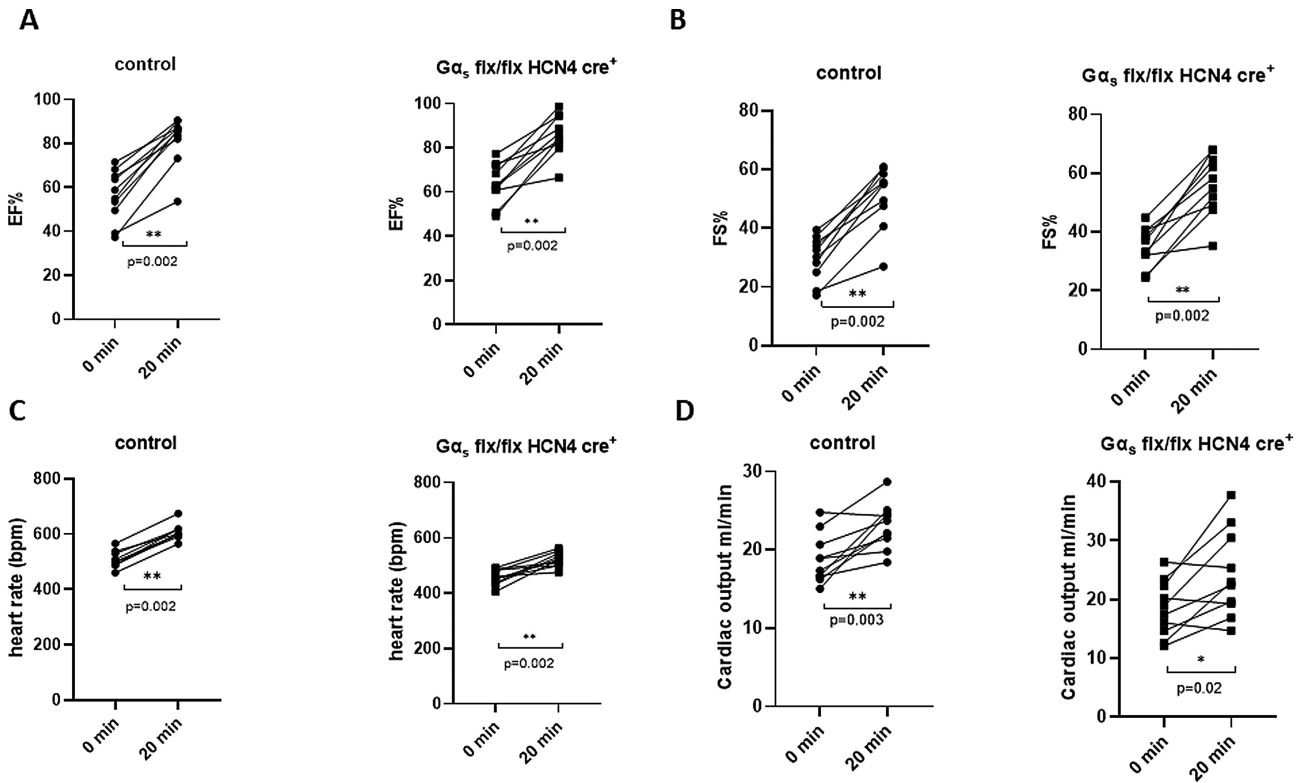 A
control
EF%
100
80
60
40
20
0
**
p=0.002
0 min
20 min
Gαs flx/flx HCN4 cre+
EF%
100
80
60
40
20
0
**
p=0.002
0 min
20 min
B
control
FS%
80
60
40
20
0
**
p=0.002
0 min
20 min
Gαs flx/flx HCN4 cre+
FS%
80
60
40
20
0
**
p=0.002
0 min
20 min
C
control
heart rate (bpm)
800
600
400
200
0
**
p=0.002
0 min
20 min
Gαs flx/flx HCN4 cre+
heart rate (bpm)
800
600
400
200
0
**
p=0.002
0 min
20 min
D
control
Cardiac output ml/min
30
20
10
0
**
p=0.003
0 min
20 min
Gαs flx/flx HCN4 cre+
Cardiac output ml/min
40
30
20
10
0
*
p=0.02
0 min
20 min